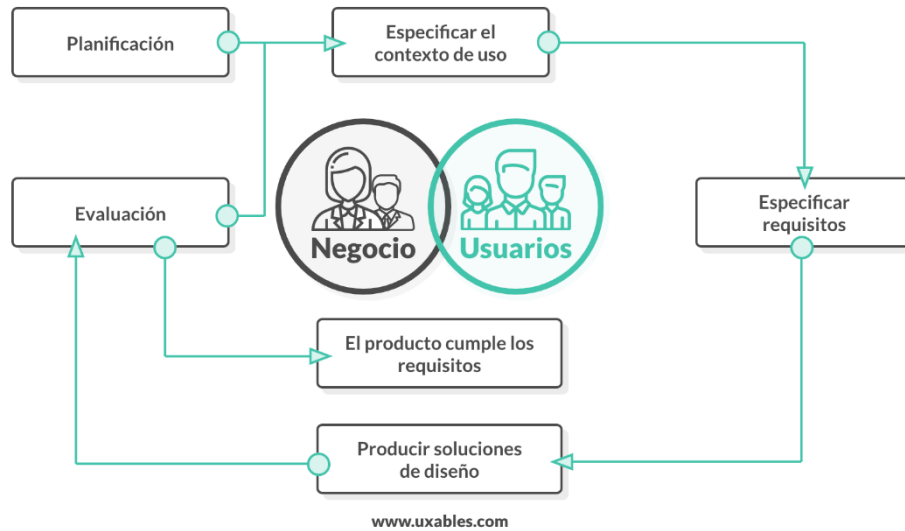 Planificación
Especificar el
contexto de uso
Evaluación
Negocio
Usuarios
Especificar
requisitos
El producto cumple los
requisitos
Producir soluciones
de diseño
www.uxables.com